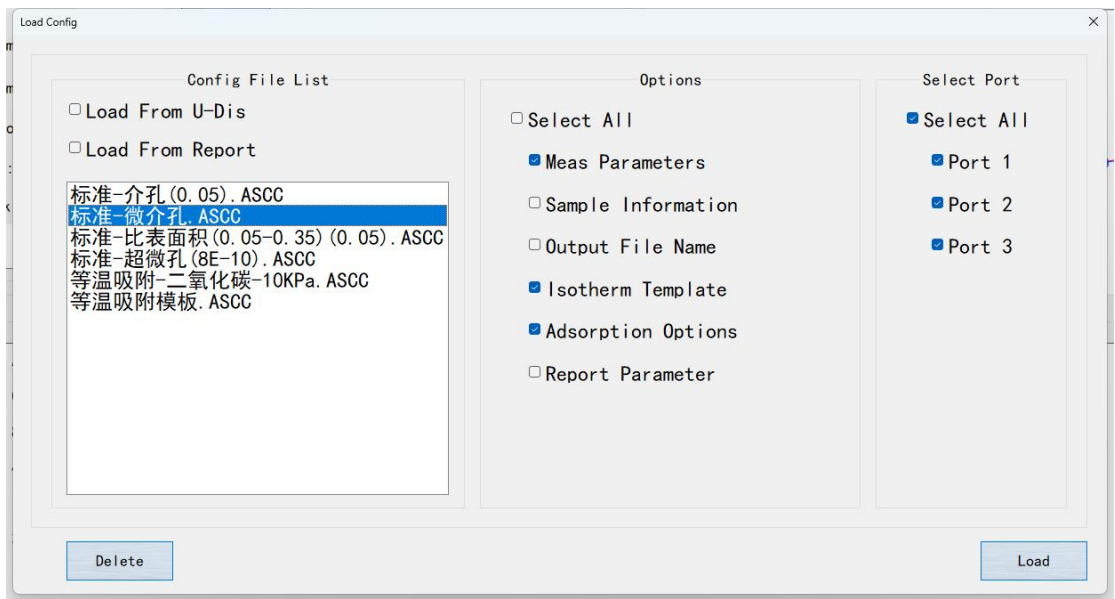 Load Config
Config File List
Load From U-Dis
Load From Report
标准-介孔(0.05).ASCC
标准-微介孔.ASCC
标准-比表面积(0.05-0.35)(0.05).ASCC
标准-超微孔(8E-10).ASCC
等温吸附-二氧化碳-10KPa.ASCC
等温吸附模板.ASCC
Options
Select All
Meas Parameters
Sample Information
Output File Name
Isotherm Template
Adsorption Options
Report Parameter
Select Port
Select All
Port 1
Port 2
Port 3
Delete
Load